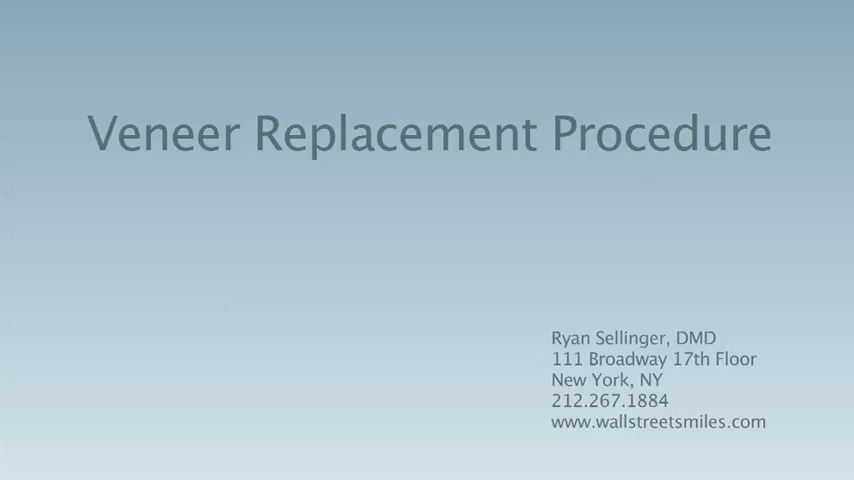 Veneer Replacement Procedure
Ryan Sellinger, DMD
111 Broadway 17th Floor
New York, NY
212.267.1884
www.wallstreetsmiles.com